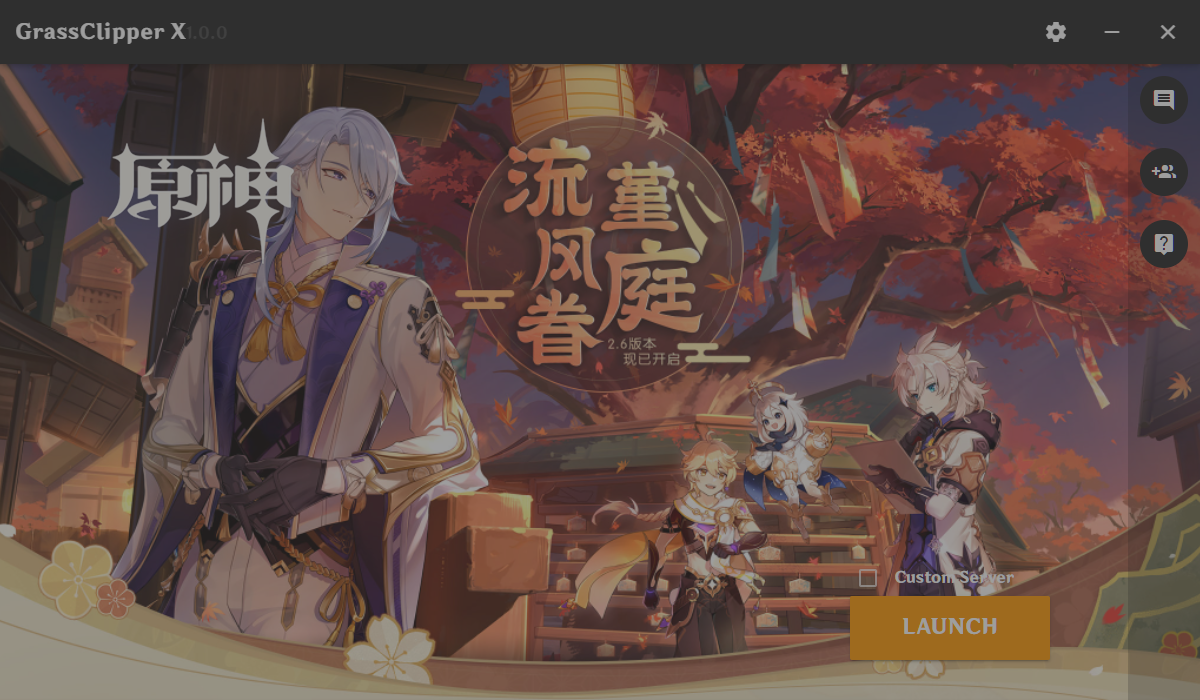 GrassClipper X 1.0.0
原神
堇庭
流风眷
2.6版本
现已开启
Custom Server
LAUNCH